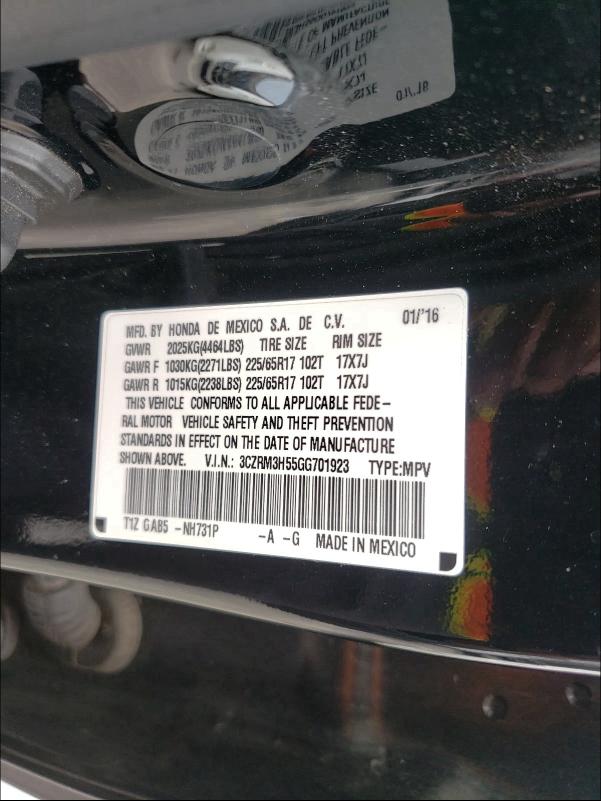 MFD. BY HONDA DE MEXICO S.A. DE C.V. 01/'16
GVWR 2025KG(4464LBS) TIRE SIZE RIM SIZE
GAWR F 1030KG(2271LBS) 225/65R17 102T 17X7J
GAWR R 1015KG(2238LBS) 225/65R17 102T 17X7J
THIS VEHICLE CONFORMS TO ALL APPLICABLE FEDE-
RAL MOTOR VEHICLE SAFETY AND THEFT PREVENTION
STANDARDS IN EFFECT ON THE DATE OF MANUFACTURE
SHOWN ABOVE. V.I.N.: 3CZRM3H55GG701923 TYPE:MPV
T1Z GAB5 -NH731P -A -G MADE IN MEXICO